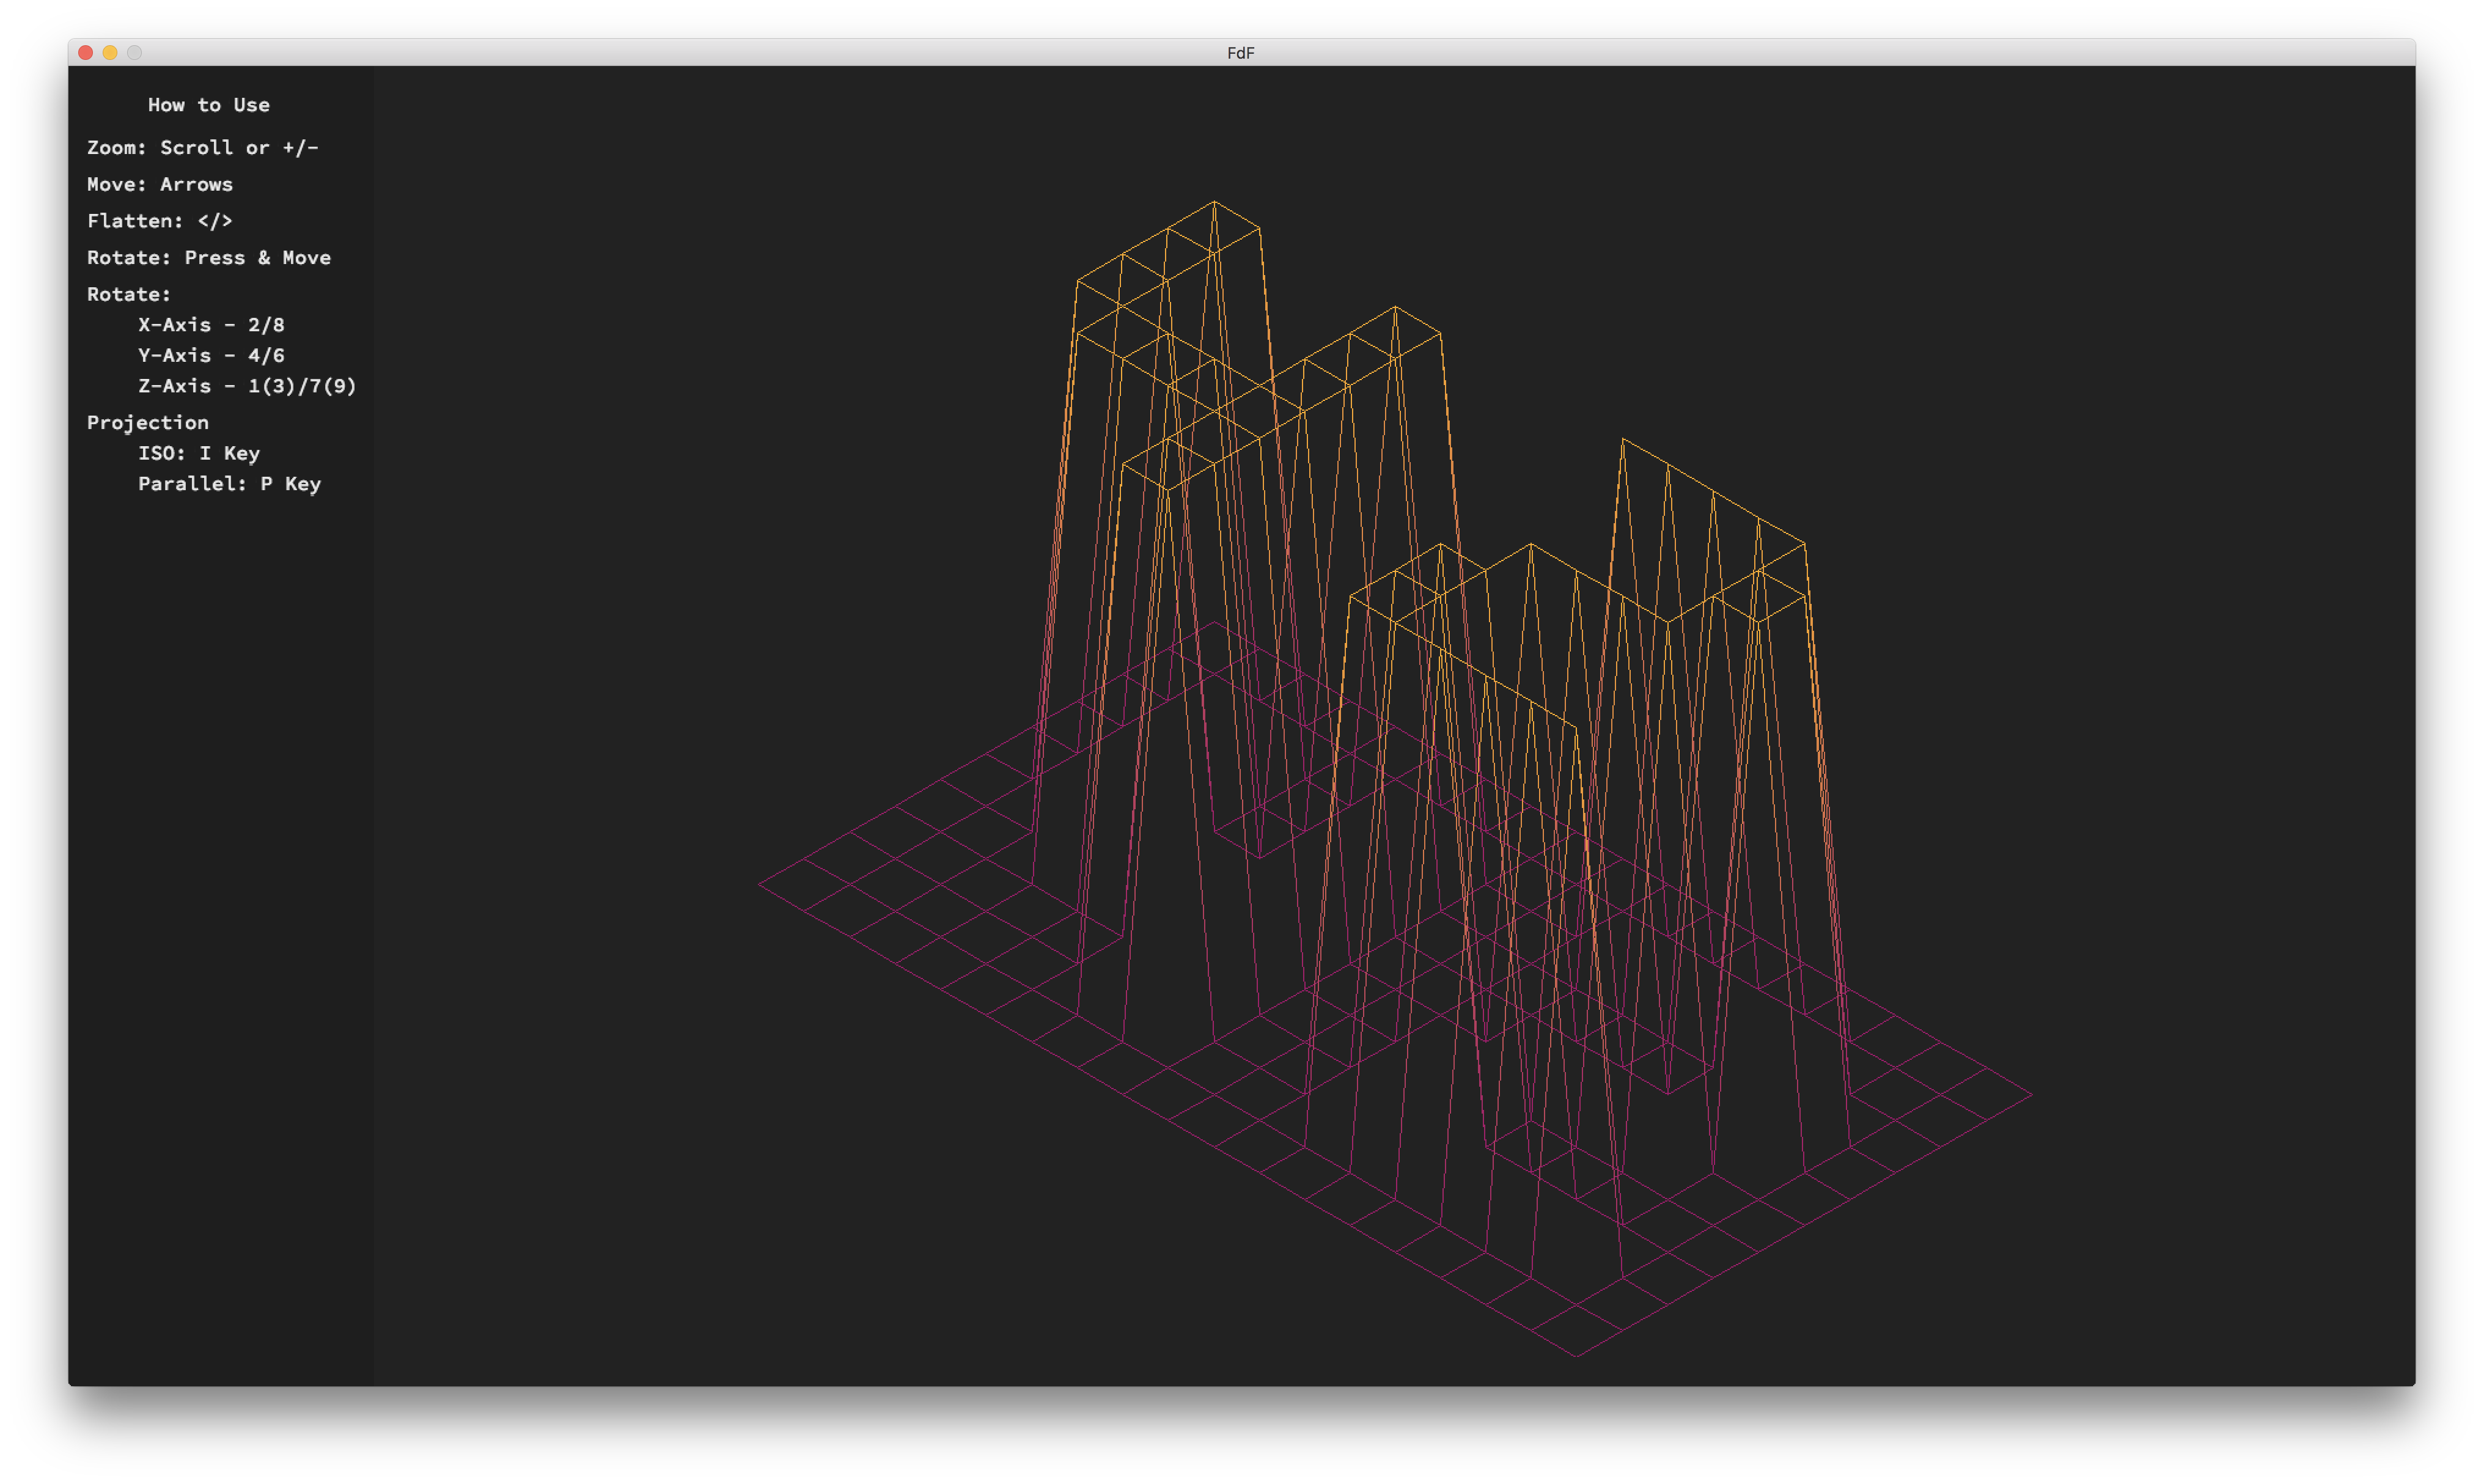 FdF
How to Use
Zoom: Scroll or +/-
Move: Arrows
Flatten: </>
Rotate: Press & Move
Rotate:
X-Axis - 2/8
Y-Axis - 4/6
Z-Axis - 1(3)/7(9)
Projection
ISO: I Key
Parallel: P Key